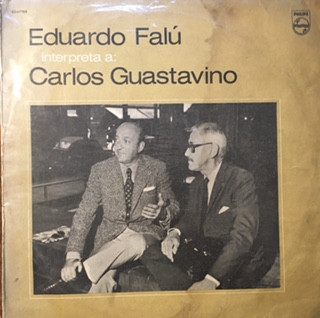 PHILIPS
Eduardo Falú
interpreta a:
Carlos Guastavino